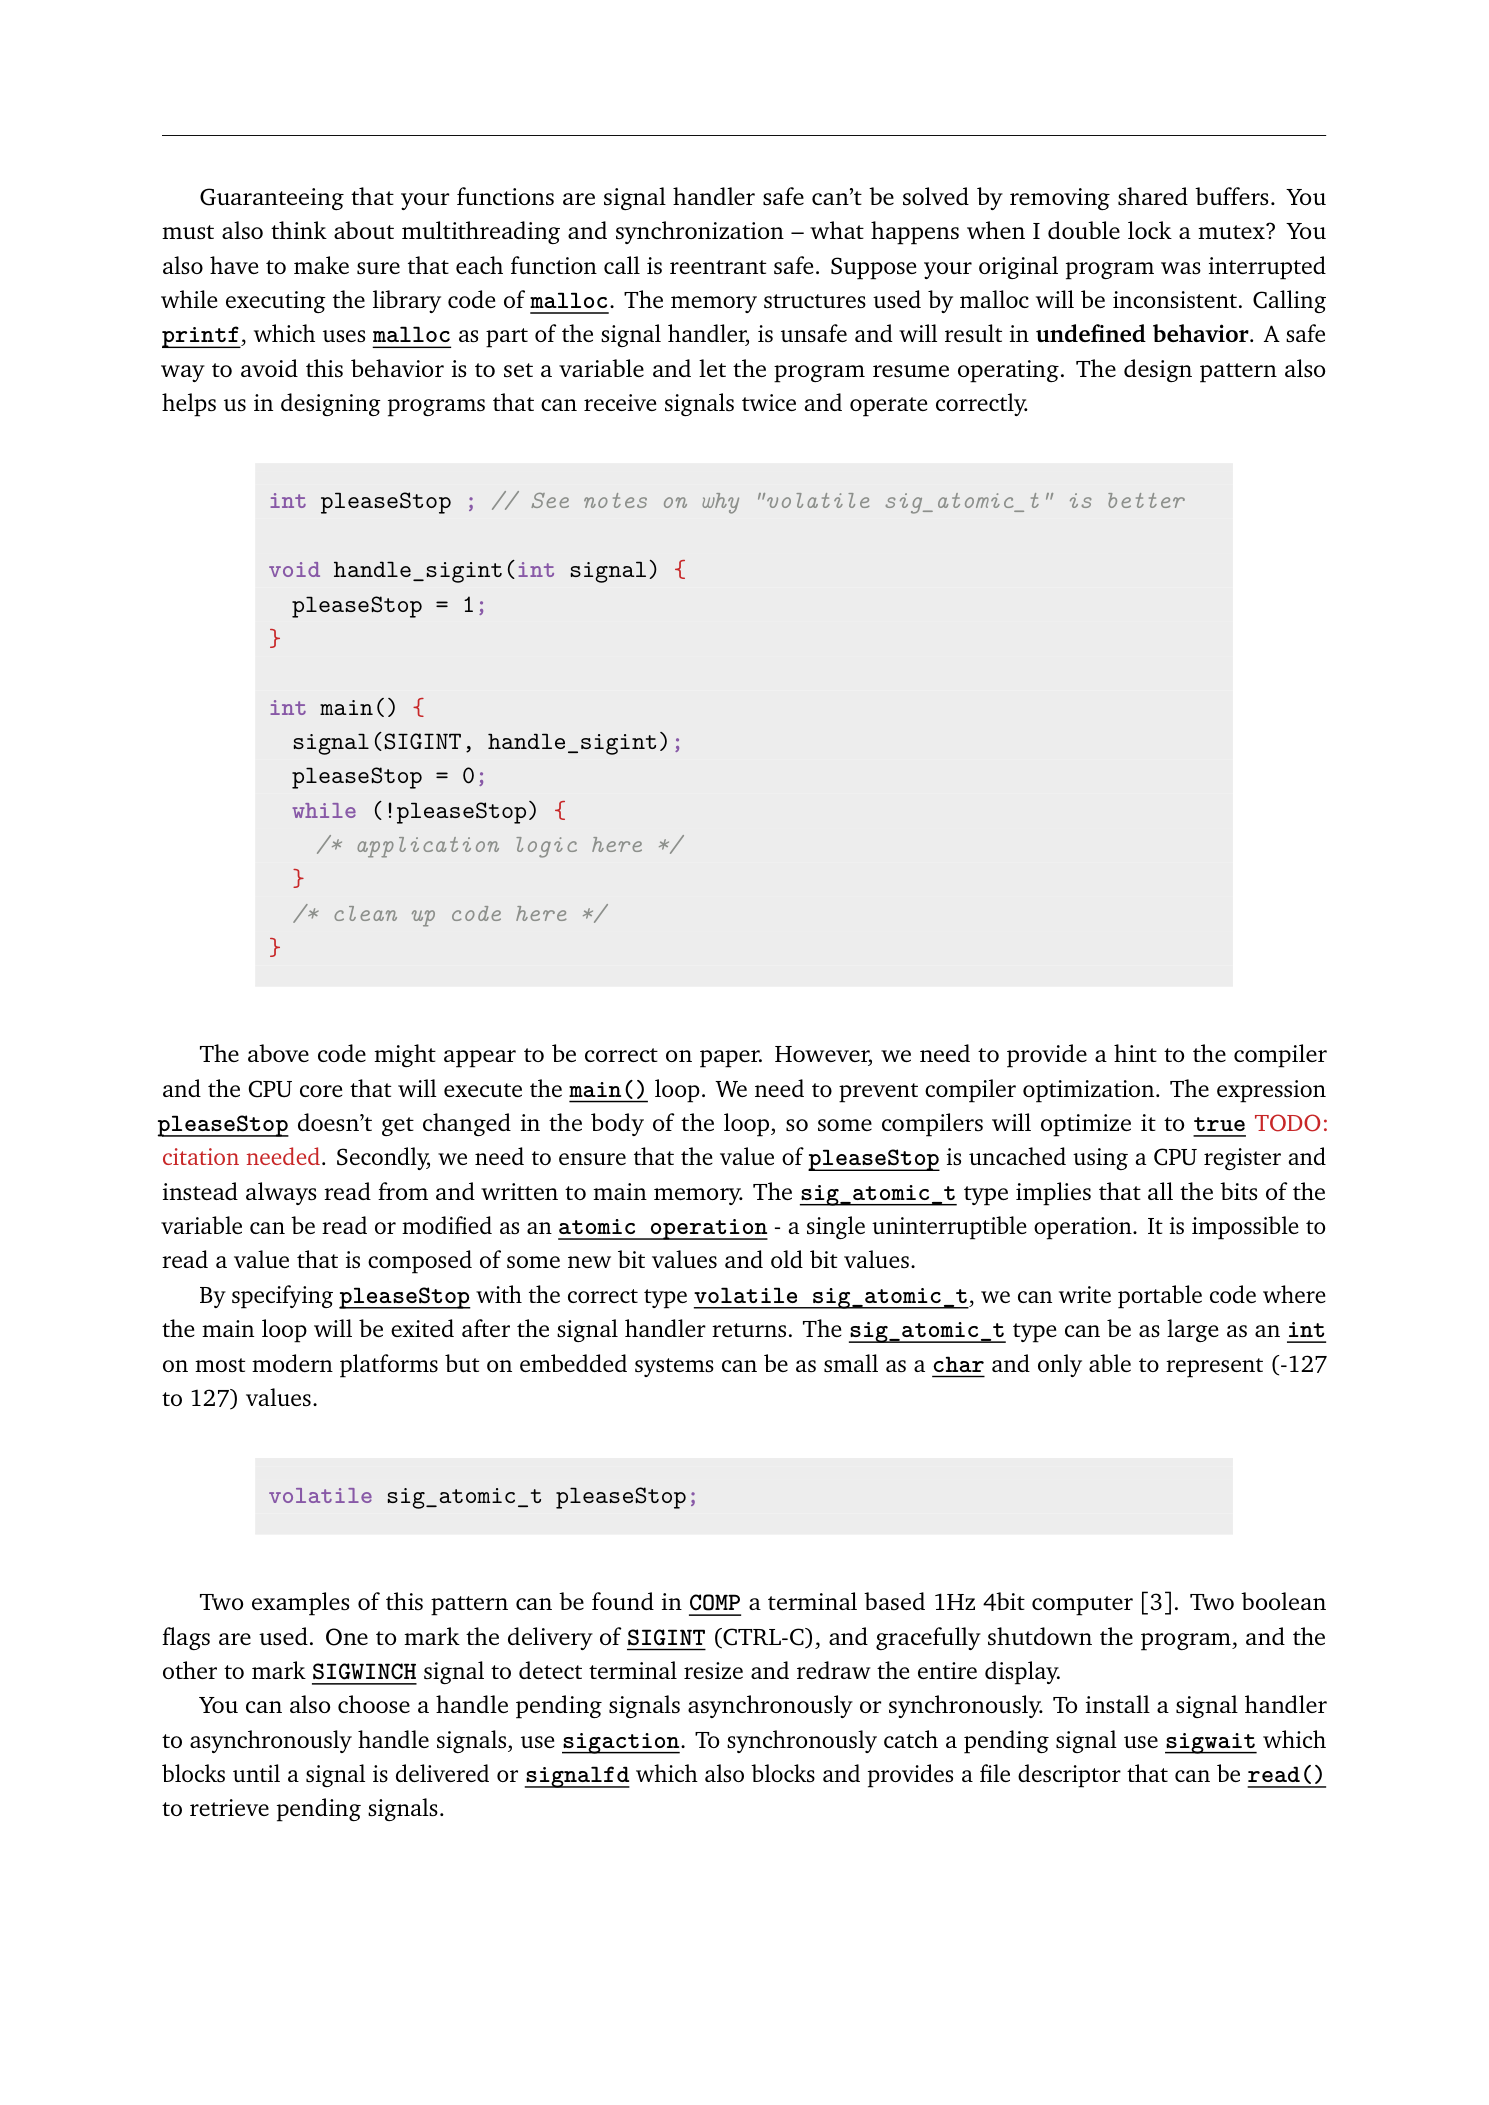 Guaranteeing that your functions are signal handler safe can’t be solved by removing shared buffers. You
must also think about multithreading and synchronization – what happens when I double lock a mutex? You
also have to make sure that each function call is reentrant safe. Suppose your original program was interrupted
while executing the library code of malloc. The memory structures used by malloc will be inconsistent. Calling
printf, which uses malloc as part of the signal handler, is unsafe and will result in undefined behavior. A safe
way to avoid this behavior is to set a variable and let the program resume operating. The design pattern also
helps us in designing programs that can receive signals twice and operate correctly.
int pleaseStop ; // See notes on why "volatile sig_atomic_t" is better
void handle_sigint(int signal) {
  pleaseStop = 1;
}
int main() {
  signal(SIGINT, handle_sigint);
  pleaseStop = 0;
  while (!pleaseStop) {
    /* application logic here */
  }
  /* clean up code here */
}
The above code might appear to be correct on paper. However, we need to provide a hint to the compiler
and the CPU core that will execute the main() loop. We need to prevent compiler optimization. The expression
pleaseStop doesn’t get changed in the body of the loop, so some compilers will optimize it to true TODO:
citation needed. Secondly, we need to ensure that the value of pleaseStop is uncached using a CPU register and
instead always read from and written to main memory. The sig_atomic_t type implies that all the bits of the
variable can be read or modified as an atomic operation - a single uninterruptible operation. It is impossible to
read a value that is composed of some new bit values and old bit values.
By specifying pleaseStop with the correct type volatile sig_atomic_t, we can write portable code where
the main loop will be exited after the signal handler returns. The sig_atomic_t type can be as large as an int
on most modern platforms but on embedded systems can be as small as a char and only able to represent (-127
to 127) values.
volatile sig_atomic_t pleaseStop;
Two examples of this pattern can be found in COMP a terminal based 1Hz 4bit computer [3]. Two boolean
flags are used. One to mark the delivery of SIGINT (CTRL-C), and gracefully shutdown the program, and the
other to mark SIGWINCH signal to detect terminal resize and redraw the entire display.
You can also choose a handle pending signals asynchronously or synchronously. To install a signal handler
to asynchronously handle signals, use sigaction. To synchronously catch a pending signal use sigwait which
blocks until a signal is delivered or signalfd which also blocks and provides a file descriptor that can be read()
to retrieve pending signals.